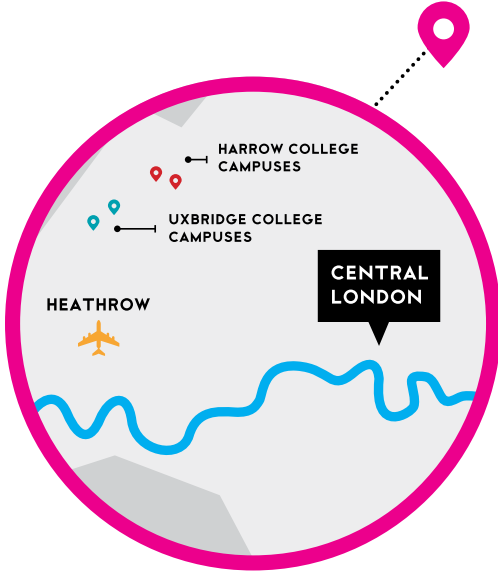 HARROW COLLEGE
CAMPUSES
UXBRIDGE COLLEGE
CAMPUSES
CENTRAL
LONDON
HEATHROW